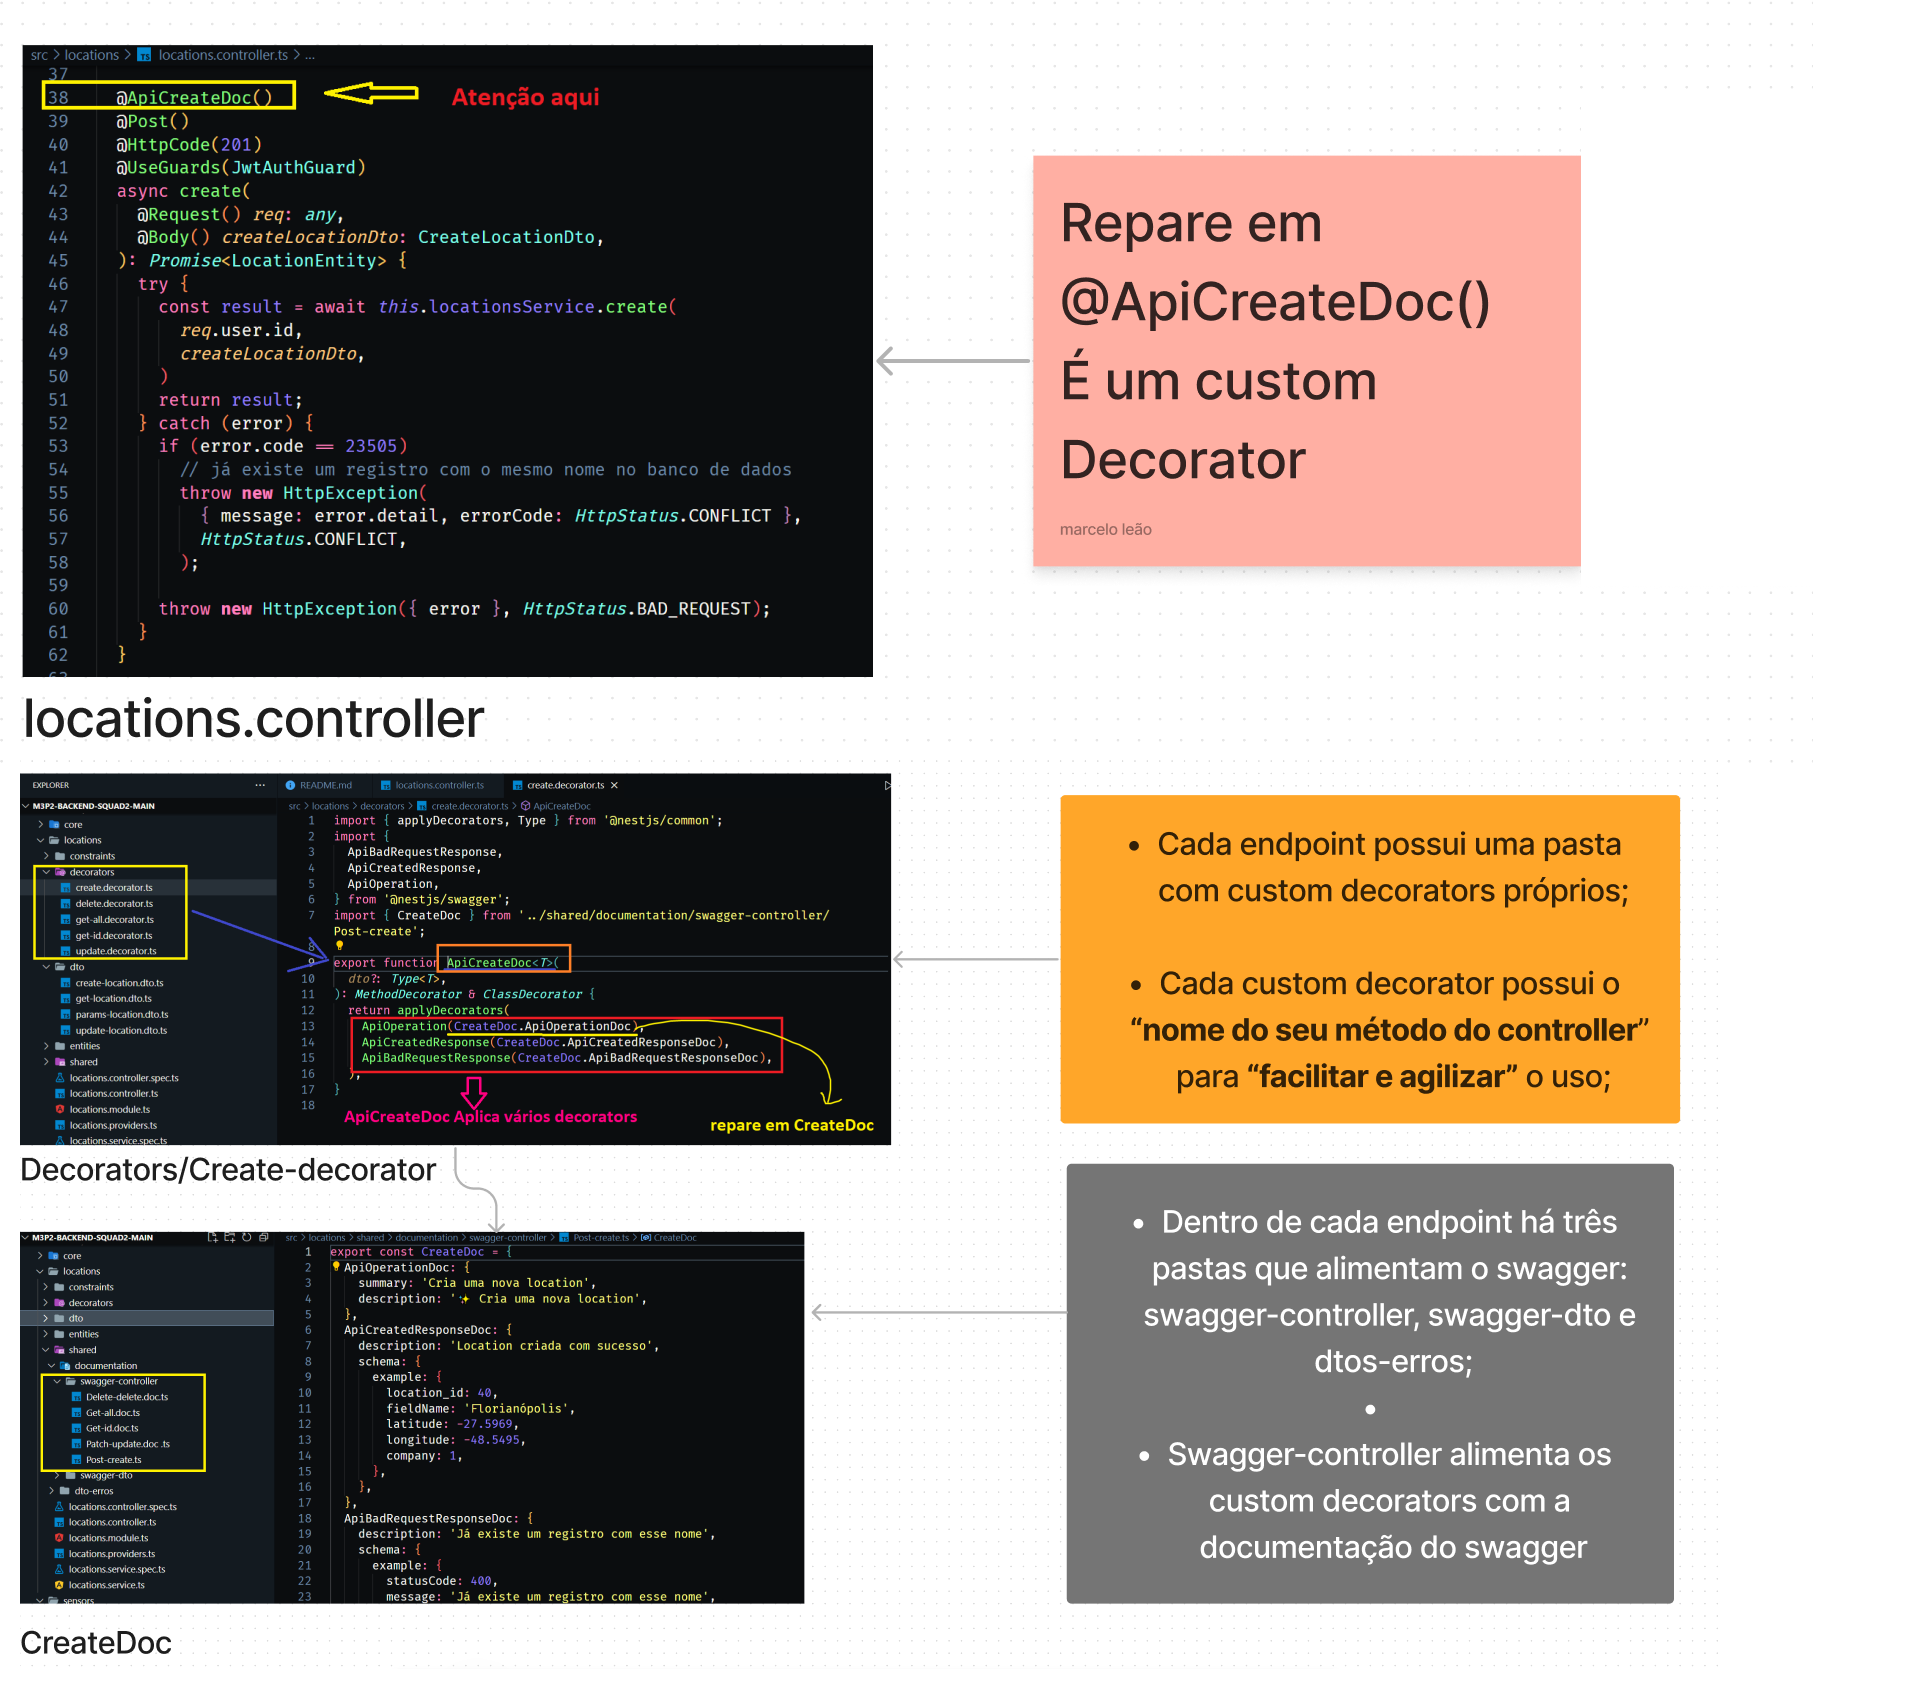 src > locations > TS locations.controller.ts > ...
37
38 @ApiCreateDoc()
Atenção aqui
39 @Post()
40 @HttpCode(201)
41 @UseGuards(JwtAuthGuard)
42 async create(
43 @Request() req: any,
44 @Body() createLocationDto: CreateLocationDto,
45 ): Promise<LocationEntity> {
46 try {
47 const result = await this.locationsService.create(
48 req.user.id,
49 createLocationDto,
50 )
51 return result;
52 } catch (error) {
53 if (error.code == 23505)
54 // já existe um registro com o mesmo nome no banco de dados
55 throw new HttpException(
56 { message: error.detail, errorCode: HttpStatus.CONFLICT },
57 HttpStatus.CONFLICT,
58 );
59
60 throw new HttpException({ error }, HttpStatus.BAD_REQUEST);
61 }
62 }
63
Repare em
@ApiCreateDoc()
É um custom
Decorator
marcelo leão
locations.controller
EXPLORER ...
M3P2-BACKEND-SQUAD2-MAIN
core
locations
constraints
decorators
create.decorator.ts
delete.decorator.ts
get-all.decorator.ts
get-id.decorator.ts
update.decorator.ts
dto
create-location.dto.ts
get-location.dto.ts
params-location.dto.ts
update-location.dto.ts
entities
shared
locations.controller.spec.ts
locations.controller.ts
locations.module.ts
locations.providers.ts
locations.service.spec.ts
README.md TS locations.controller.ts TS create.decorator.ts ×
src > locations > decorators > TS create.decorator.ts > ApiCreateDoc
1 import { applyDecorators, Type } from '@nestjs/common';
2 import {
3 ApiBadRequestResponse,
4 ApiCreatedResponse,
5 ApiOperation,
6 } from '@nestjs/swagger';
7 import { CreateDoc } from '../shared/documentation/swagger-controller/
Post-create';
8
9 export function ApiCreateDoc<T>(
10 dto?: Type<T>,
11 ): MethodDecorator & ClassDecorator {
12 return applyDecorators(
13 ApiOperation(CreateDoc.ApiOperationDoc),
14 ApiCreatedResponse(CreateDoc.ApiCreatedResponseDoc),
15 ApiBadRequestResponse(CreateDoc.ApiBadRequestResponseDoc),
16 );
17 }
18
ApiCreateDoc Aplica vários decorators
repare em CreateDoc
• Cada endpoint possui uma pasta
com custom decorators próprios;
• Cada custom decorator possui o
“nome do seu método do controller”
para “facilitar e agilizar” o uso;
Decorators/Create-decorator
M3P2-BACKEND-SQUAD2-MAIN
core
locations
constraints
decorators
dto
entities
shared
documentation
swagger-controller
Delete-delete.doc.ts
Get-all.doc.ts
Get-id.doc.ts
Patch-update.doc .ts
Post-create.ts
swagger-dto
dto-erros
locations.controller.spec.ts
locations.controller.ts
locations.module.ts
locations.providers.ts
locations.service.spec.ts
locations.service.ts
sensors
src > locations > shared > documentation > swagger-controller > TS Post-create.ts > CreateDoc
1 export const CreateDoc = {
2 ApiOperationDoc: {
3 summary: 'Cria uma nova location',
4 description: '✨ Cria uma nova location',
5 },
6 ApiCreatedResponseDoc: {
7 description: 'Location criada com sucesso',
8 schema: {
9 example: {
10 location_id: 40,
11 fieldName: 'Florianópolis',
12 latitude: -27.5969,
13 longitude: -48.5495,
14 company: 1,
15 },
16 },
17 },
18 ApiBadRequestResponseDoc: {
19 description: 'Já existe um registro com esse nome',
20 schema: {
21 example: {
22 statusCode: 400,
23 message: 'Já existe um registro com esse nome',
• Dentro de cada endpoint há três
pastas que alimentam o swagger:
swagger-controller, swagger-dto e
dtos-erros;
•
• Swagger-controller alimenta os
custom decorators com a
documentação do swagger
CreateDoc